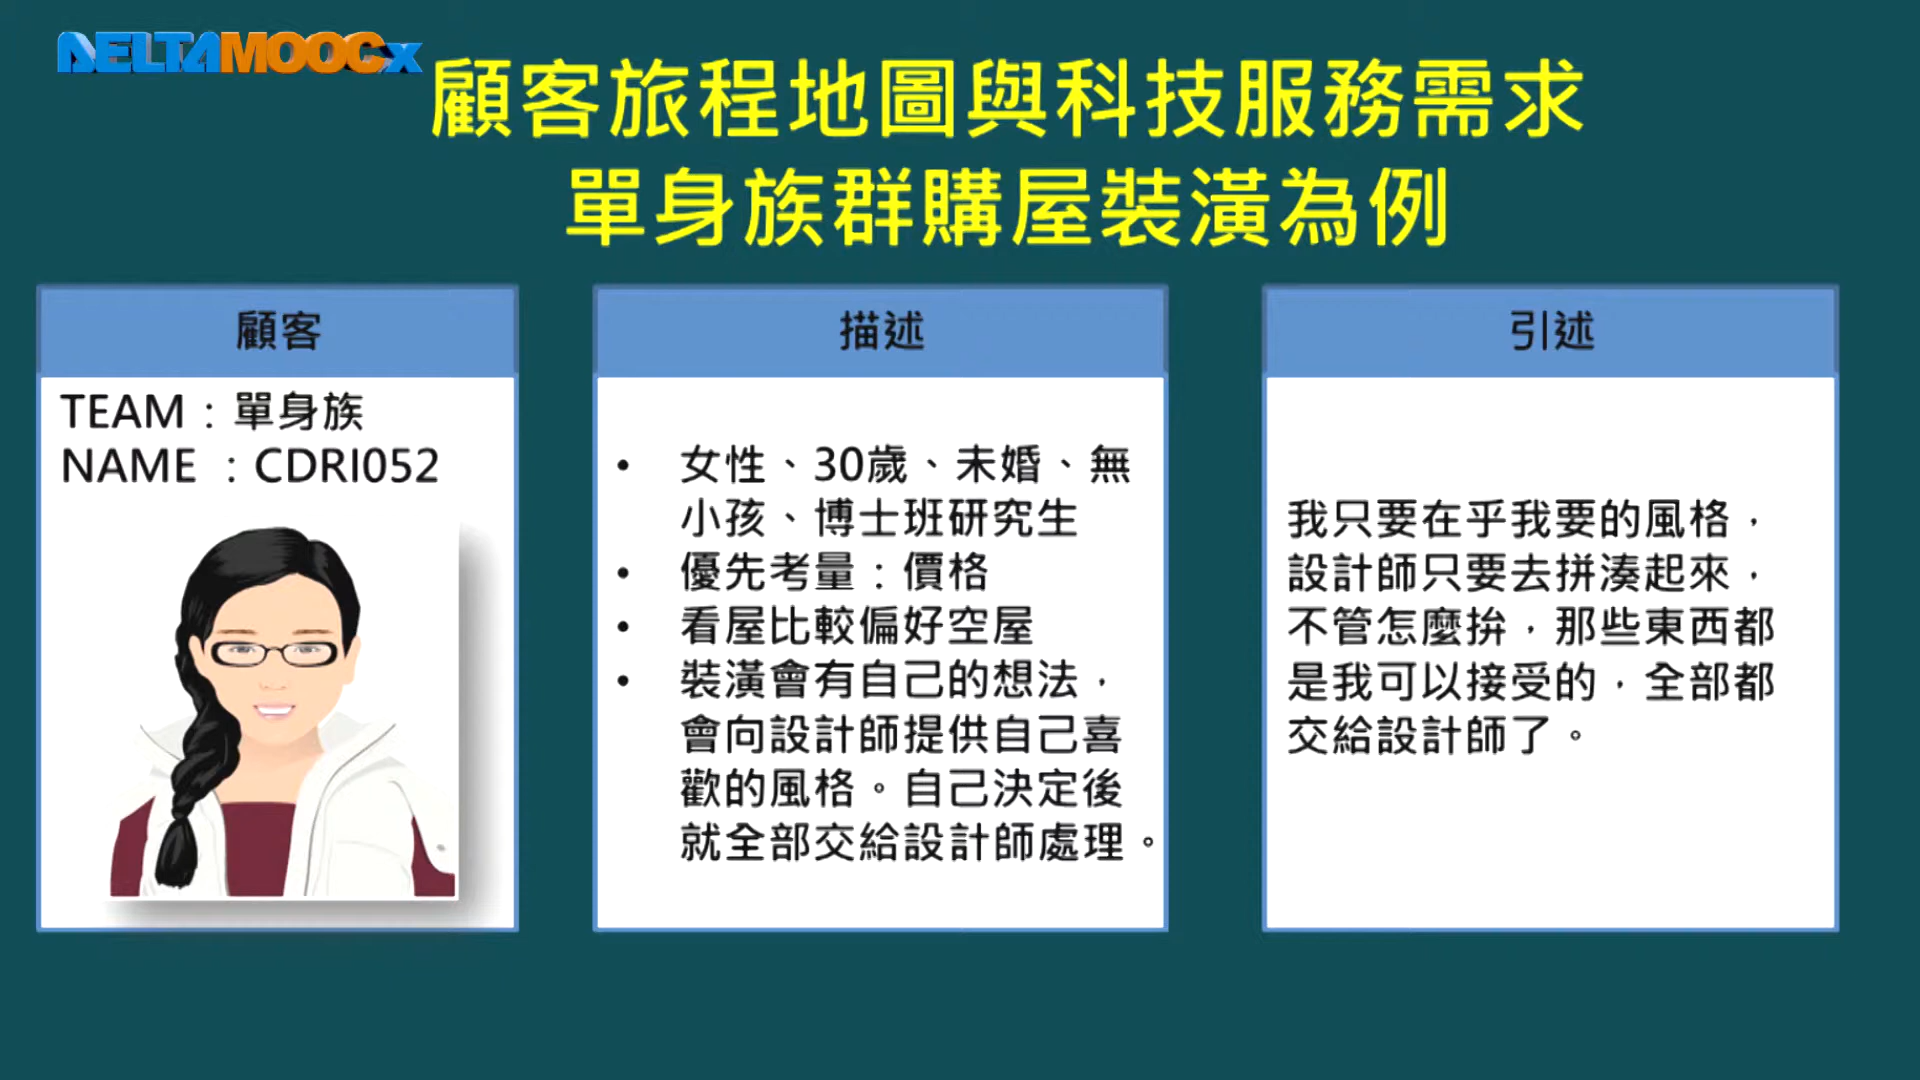 DELTAMOOCx
顧客旅程地圖與科技服務需求
單身族群購屋裝潢為例
顧客
TEAM：單身族
NAME ：CDRI052
描述
• 女性、30歲、未婚、無
小孩、博士班研究生
• 優先考量：價格
• 看屋比較偏好空屋
• 裝潢會有自己的想法，
會向設計師提供自己喜
歡的風格。自己決定後
就全部交給設計師處理。
引述
我只要在乎我要的風格，
設計師只要去拼湊起來，
不管怎麼拚，那些東西都
是我可以接受的，全部都
交給設計師了。